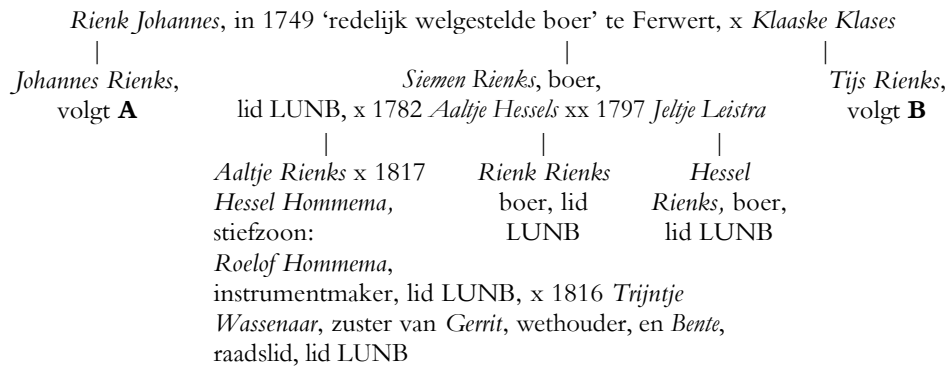 Rienk Johannes, in 1749 ‘redelijk welgestelde boer’ te Ferwert, x Klaaske Klases
| | |
Johannes Rienks, Siemen Rienks, boer, Tijs Rienks,
volgt A lid LUNB, x 1782 Aaltje Hessels xx 1797 Jeltje Leistra volgt B
| | |
Aaltje Rienks x 1817 Rienk Rienks Hessel
Hessel Hommema, boer, lid Rienks, boer,
stiefzoon: LUNB lid LUNB
Roelof Hommema,
instrumentmaker, lid LUNB, x 1816 Trijntje
Wassenaar, zuster van Gerrit, wethouder, en Bente,
raadslid, lid LUNB